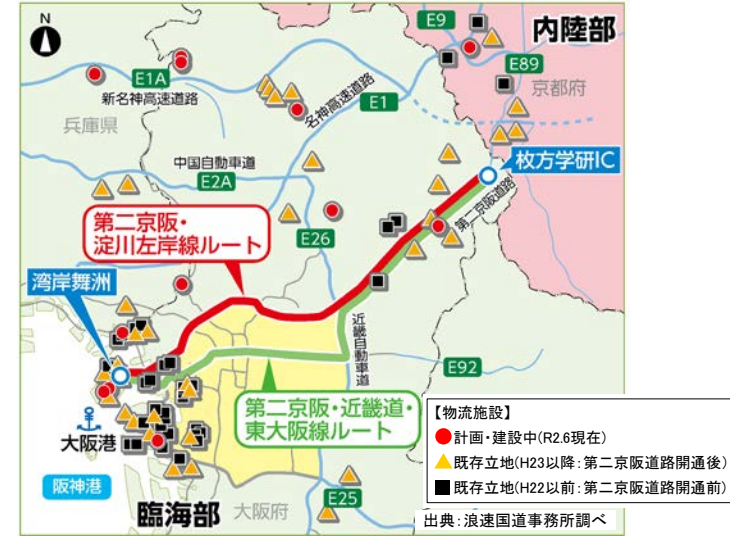 N
E9
内陸部
E89
京都府
E1A
新名神高速道路
名神高速道路
E1
兵庫県
中国自動車道
E2A
枚方学研IC
第二京阪道路
第二京阪・
淀川左岸線ルート
E26
湾岸舞洲
近畿自動車道
E92
第二京阪・近畿道・
東大阪線ルート
大阪港
阪神港
臨海部
大阪府
E25
【物流施設】
計画・建設中(R2.6現在)
既存立地(H23以降:第二京阪道路開通後)
既存立地(H22以前:第二京阪道路開通前)
出典:浪速国道事務所調べ